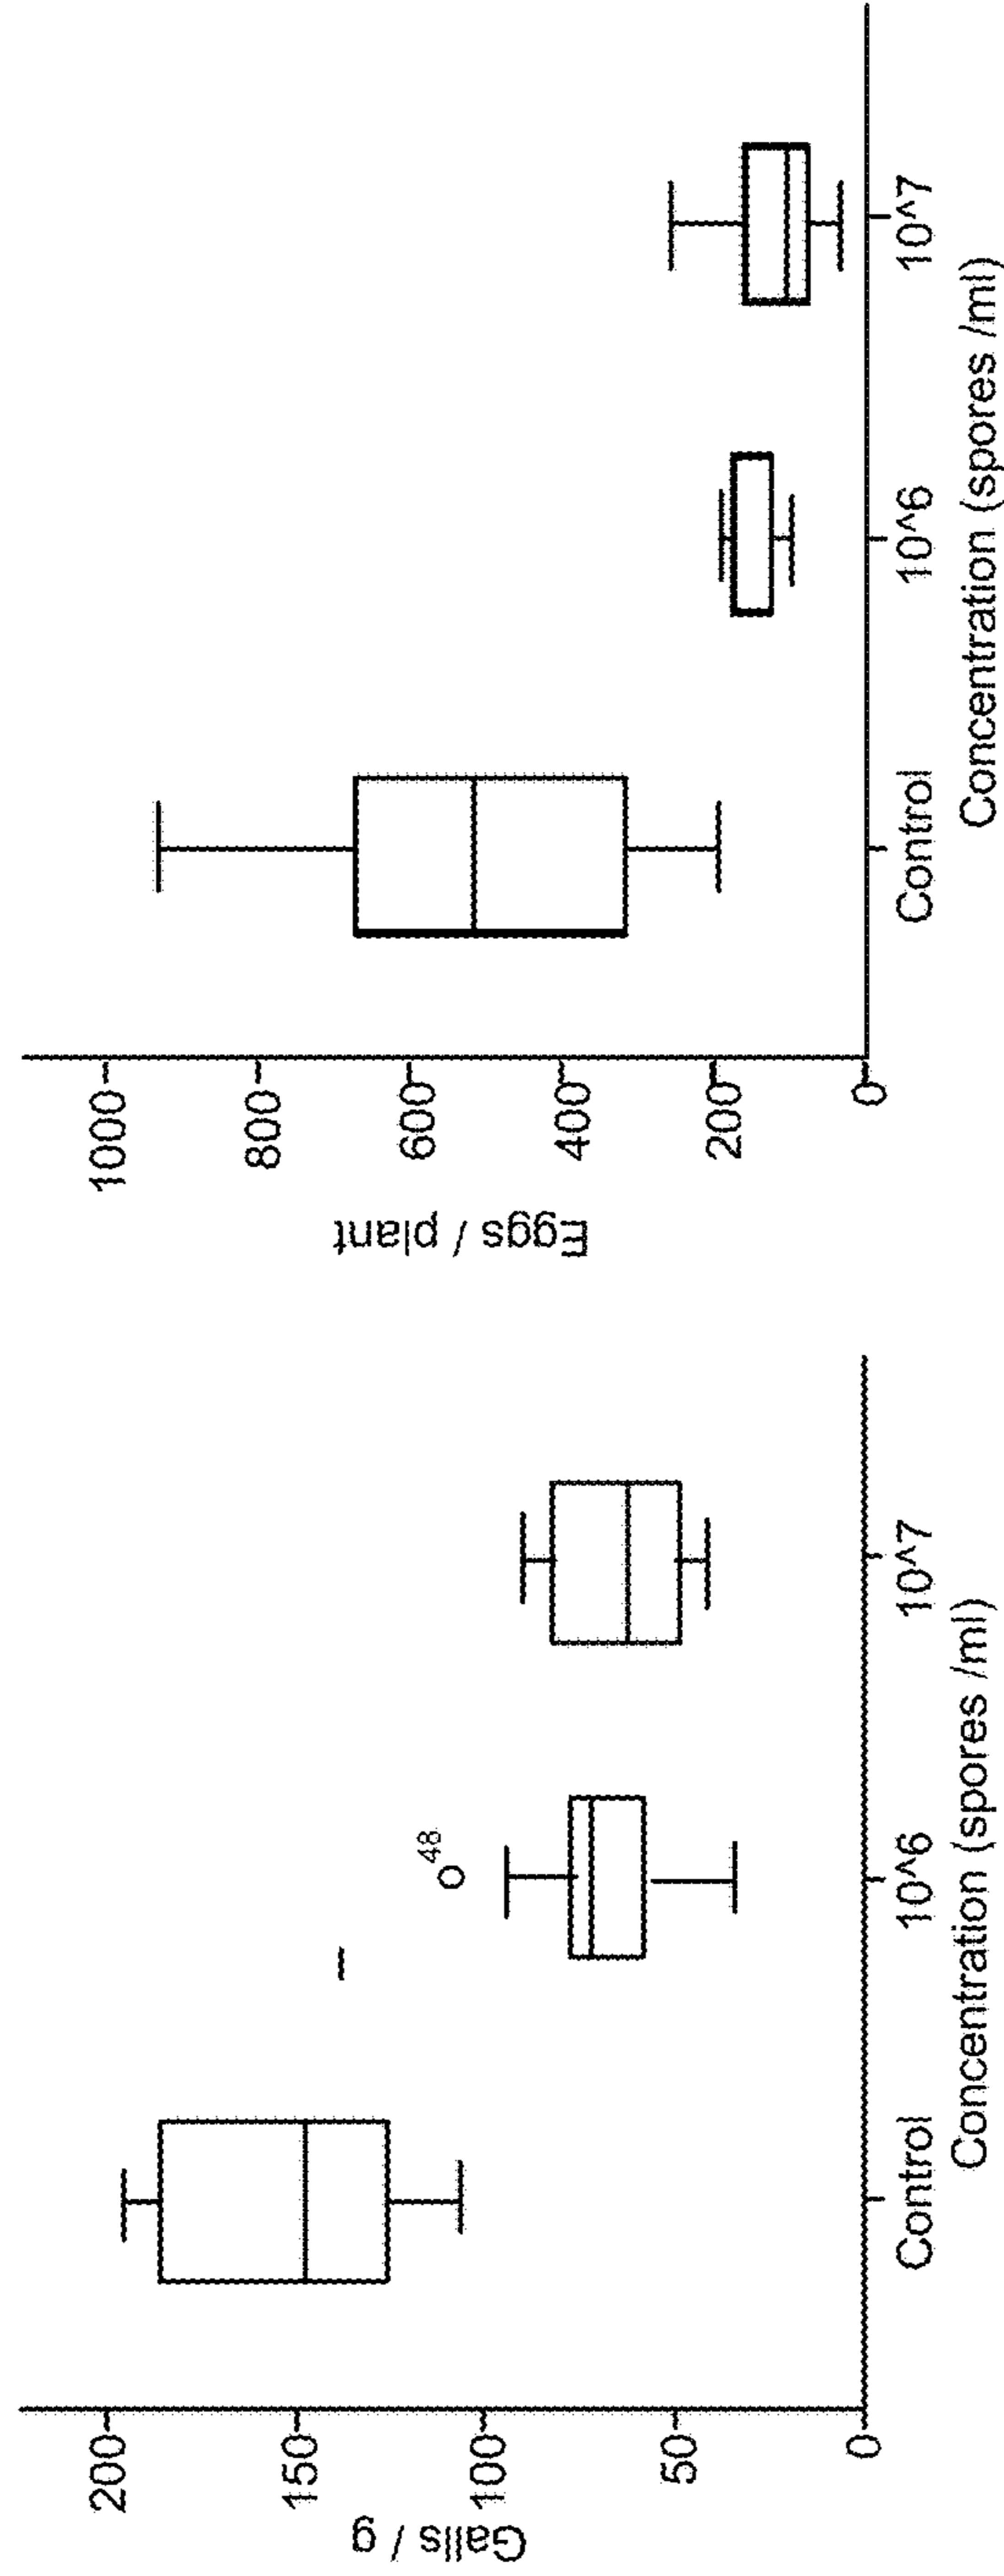 Galls / g
200
150
100
50
0
48
Control
10^6
10^7
Concentration (spores /ml)
Eggs / plant
1000
800
600
400
200
0
Control
10^6
10^7
Concentration (spores /ml)